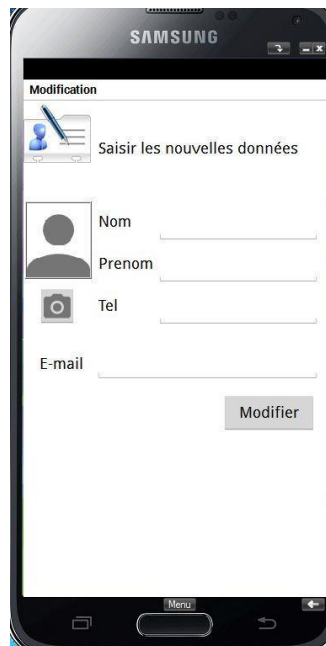 SAMSUNG
Modification
Saisir les nouvelles données
Nom
Prenom
Tel
E-mail
Modifier
Menu